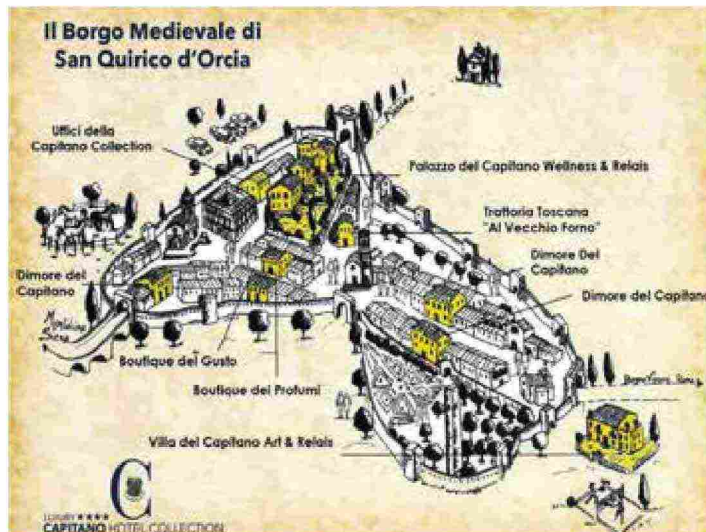 Il Borgo Medievale di
San Quirico d'Orcia
Uffici della
Capitano Collection
Palazzo del Capitano Wellness & Relais
Trattoria Toscana
"Al Vecchio Forno"
Dimore Del
Capitano
Dimore del
Capitano
Dimore del Capitano
Boutique del Gusto
Boutique dei Profumi
Villa del Capitano Art & Relais
C
LUXURY ★★★★
CAPITANO HOTEL COLLECTION